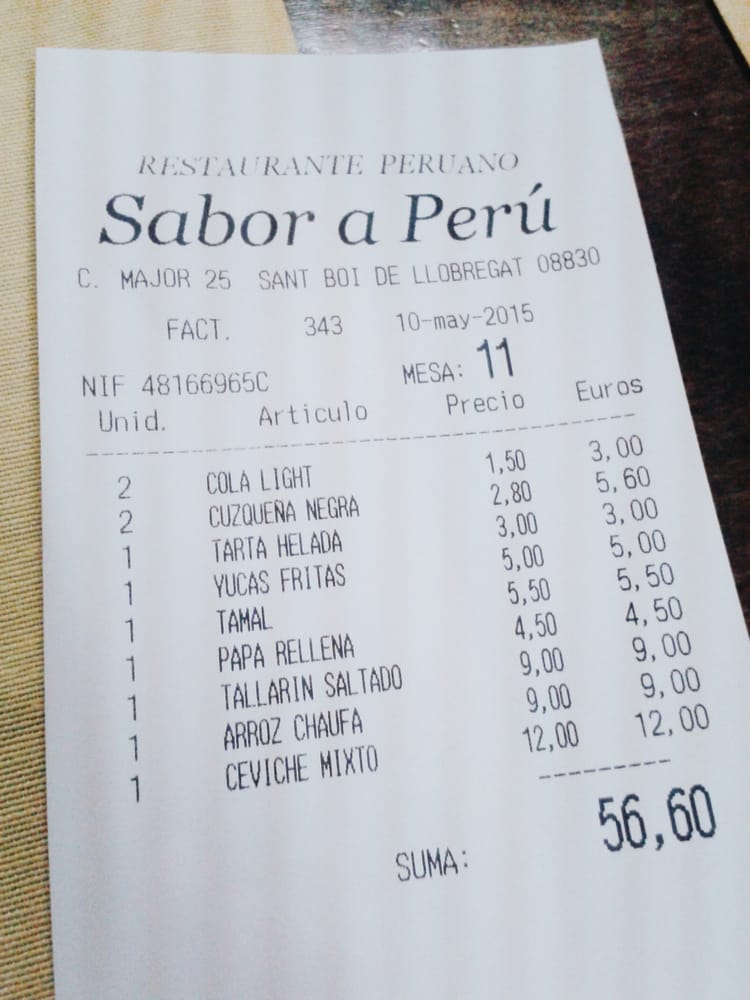 RESTAURANTE PERUANO
Sabor a Perú
C. MAJOR 25 SANT BOI DE LLOBREGAT 08830
FACT. 343 10-may-2015
NIF 48166965C MESA: 11
Unid. Articulo Precio Euros
2 COLA LIGHT 1,50 3,00
2 CUZQUEÑA NEGRA 2,80 5,60
1 TARTA HELADA 3,00 3,00
1 YUCAS FRITAS 5,00 5,00
1 TAMAL 5,50 5,50
1 PAPA RELLENA 4,50 4,50
1 TALLARIN SALTADO 9,00 9,00
1 ARROZ CHAUFA 9,00 9,00
1 CEVICHE MIXTO 12,00 12,00
SUMA: 56,60